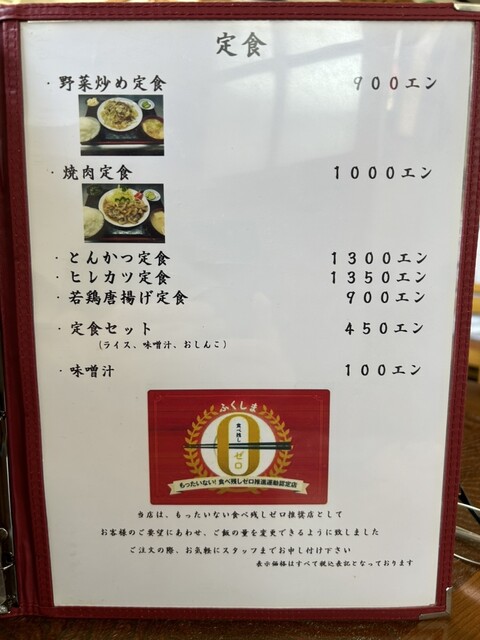 定食
・野菜炒め定食 900エン
・焼肉定食 1000エン
・とんかつ定食 1300エン
・ヒレカツ定食 1350エン
・若鶏唐揚げ定食 900エン
・定食セット 450エン
(ライス、味噌汁、おしんこ)
・味噌汁 100エン
ふくしま
食べ残し
0
ゼロ
もったいない!食べ残しゼロ推進運動認定店
当店は、もったいない食べ残しゼロ推奨店として
お客様のご要望にあわせ、ご飯の量を変更できるように致しました
ご注文の際、お気軽にスタッフまでお申し付け下さい
表示価格はすべて税込表記となっております